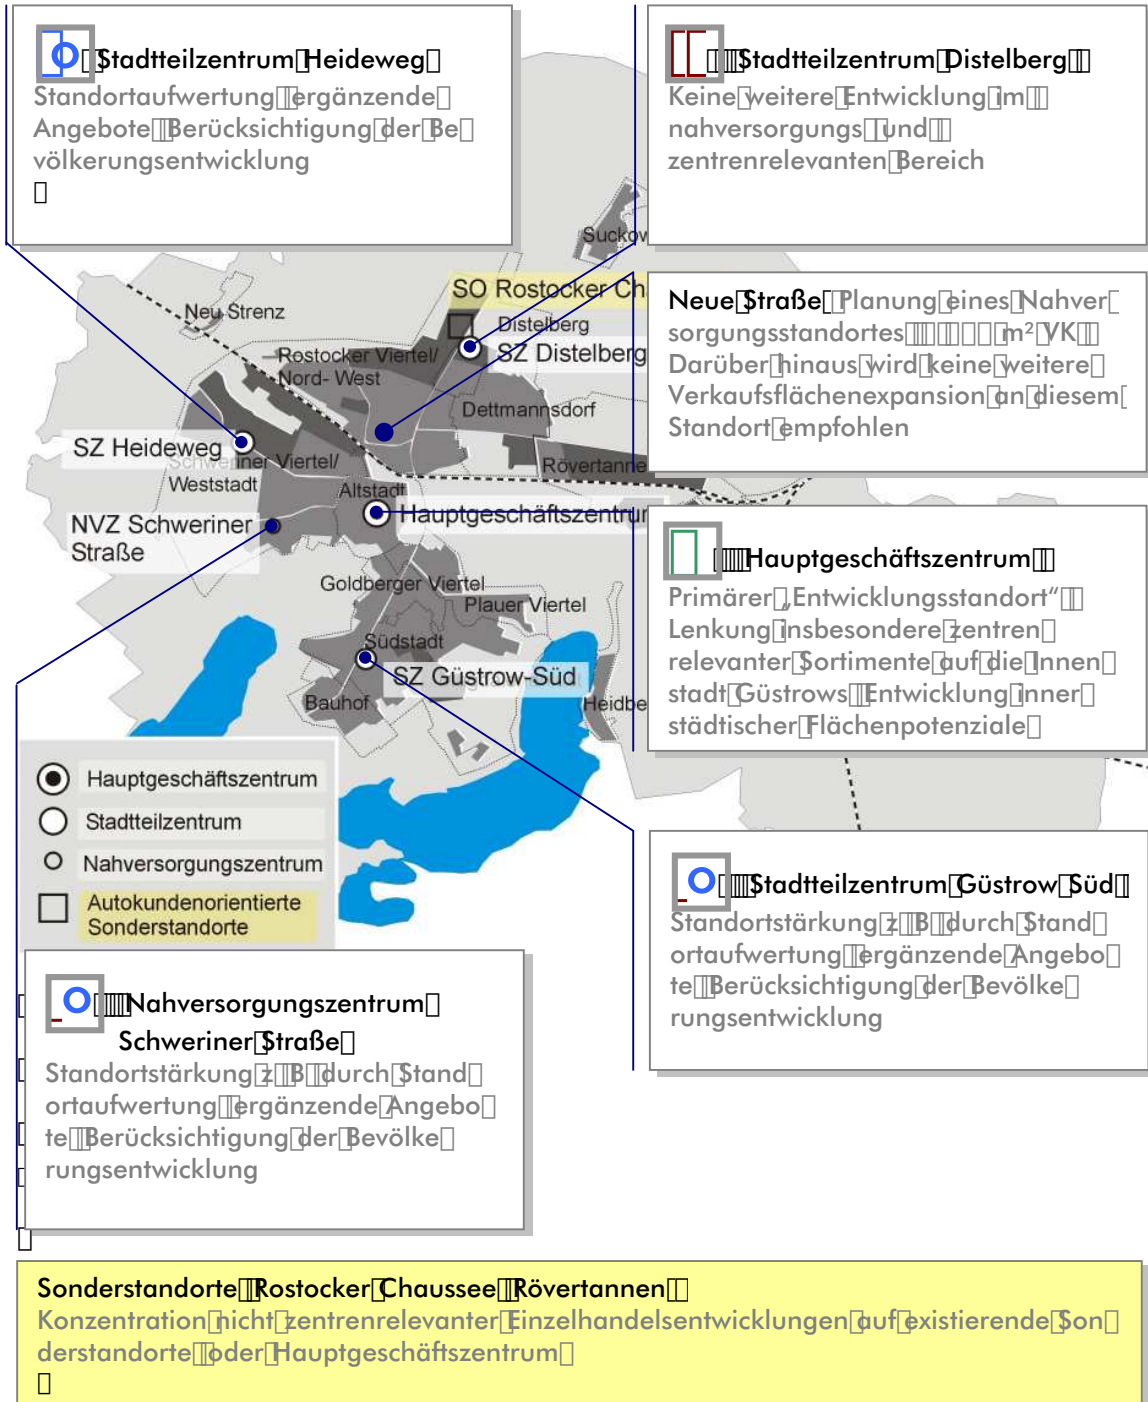 Stadtteilzentrum Heideweg
Standortaufwertung ergänzende
Angebote Berücksichtigung der Be
völkerungsentwicklung
Stadtteilzentrum Distelberg
Keine weitere Entwicklung im
nahversorgungs und
zentrenrelevanten Bereich
Neue Straße Planung eines Nahver
sorgungsstandortes m² VK
Darüber hinaus wird keine weitere
Verkaufsflächenexpansion an diesem
Standort empfohlen
Hauptgeschäftszentrum
Primärer „Entwicklungsstandort“
Lenkung insbesondere zentren
relevanter Sortimente auf die Innen
stadt Güstrows Entwicklung inner
städtischer Flächenpotenziale
Stadtteilzentrum Güstrow Süd
Standortstärkung z B durch Stand
ortaufwertung ergänzende Angebo
te Berücksichtigung der Bevölke
rungsentwicklung
Suckow
SO Rostocker Ch
Neu Strenz
Distelberg
SZ Distelberg
Rostocker Viertel/
Nord- West
Dettmannsdorf
SZ Heideweg
Schweriner Viertel/
Weststadt
Rövertanne
Altstadt
Hauptgeschäftszentrum
NVZ Schweriner
Straße
Goldberger Viertel
Plauer Viertel
Südstadt
SZ Güstrow-Süd
Bauhof
Heidbe
Hauptgeschäftszentrum
Stadtteilzentrum
Nahversorgungszentrum
Autokundenorientierte
Sonderstandorte
Nahversorgungszentrum
Schweriner Straße
Standortstärkung z B durch Stand
ortaufwertung ergänzende Angebo
te Berücksichtigung der Bevölke
rungsentwicklung
Sonderstandorte Rostocker Chaussee Rövertannen
Konzentration nicht zentrenrelevanter Einzelhandelsentwicklungen auf existierende Son
derstandorte oder Hauptgeschäftszentrum